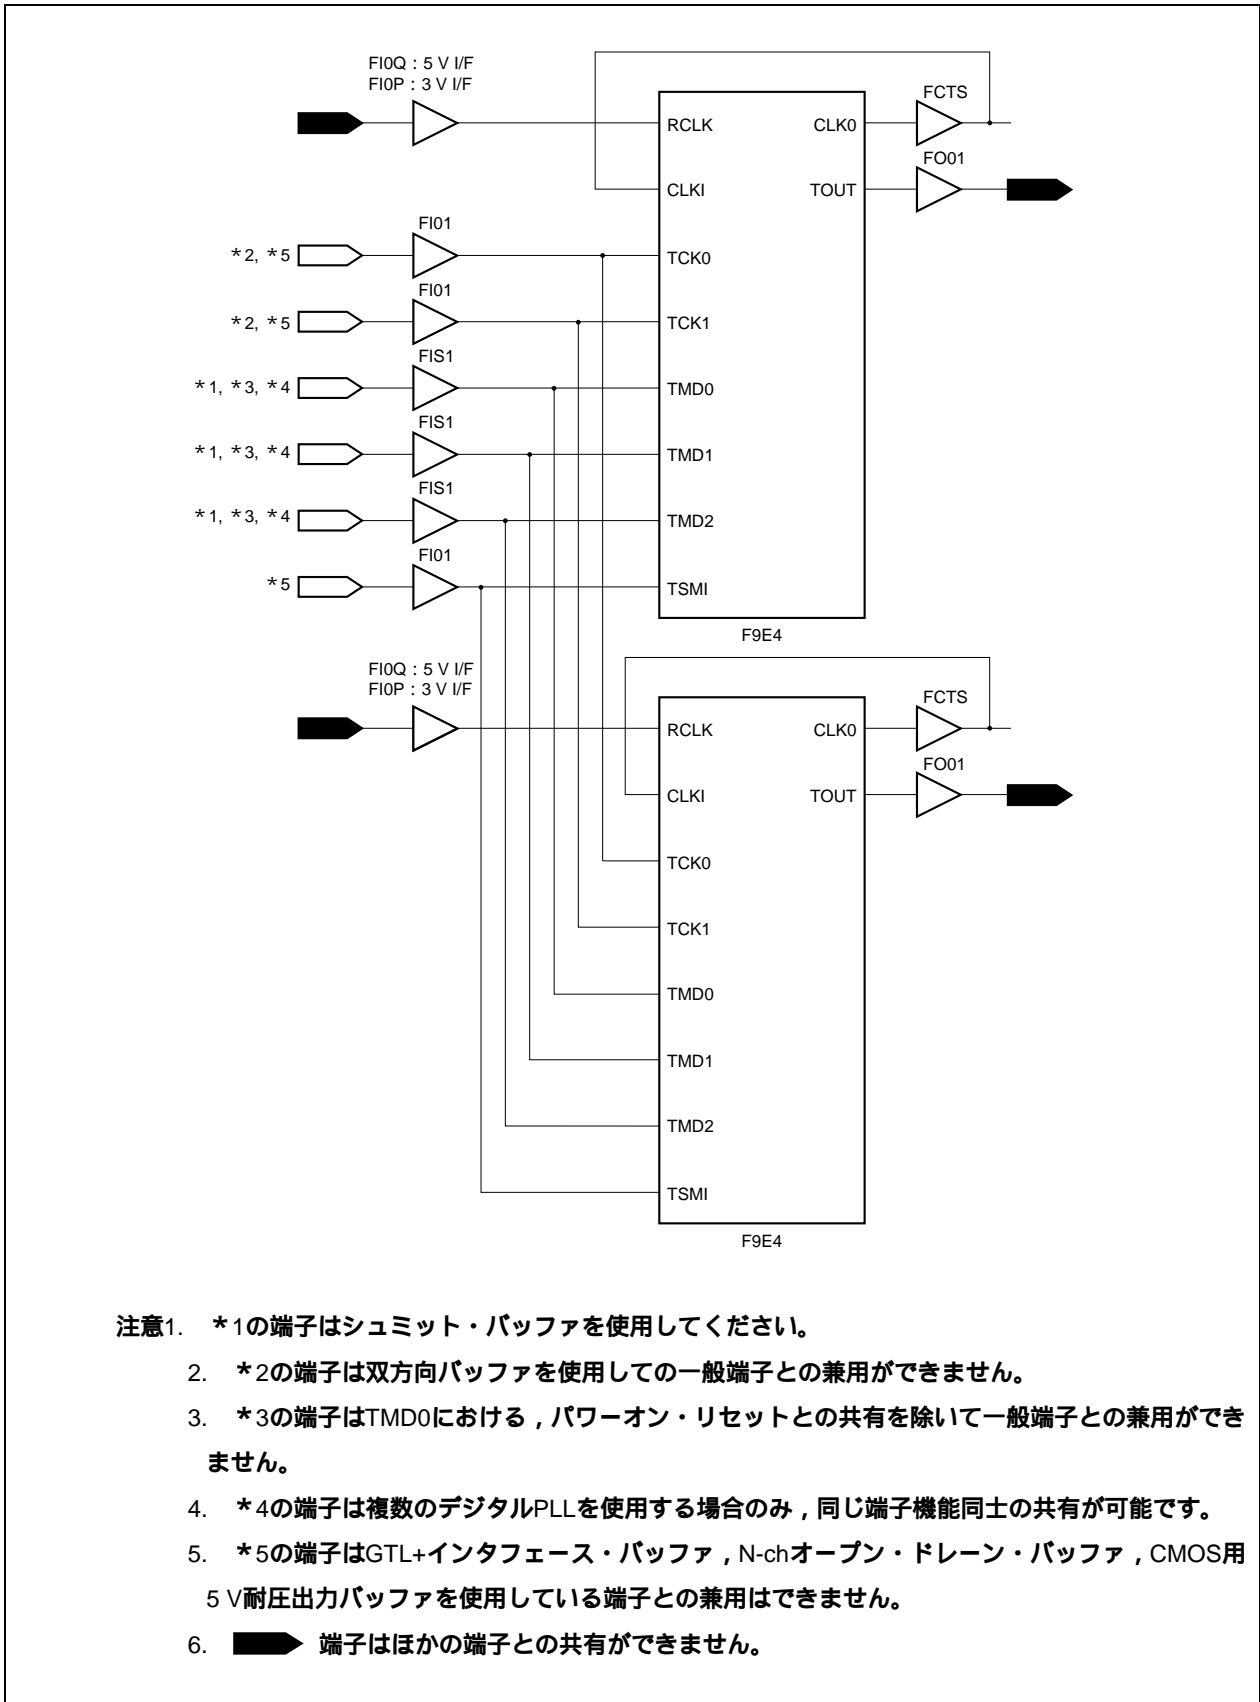 FI0Q : 5 V I/F
FI0P : 3 V I/F
FCTS
RCLK CLK0
FO01
CLKI TOUT
FI01
*2, *5 TCK0
FI01
*2, *5 TCK1
FIS1
*1, *3, *4 TMD0
FIS1
*1, *3, *4 TMD1
FIS1
*1, *3, *4 TMD2
FI01
*5 TSMI
F9E4
FI0Q : 5 V I/F
FI0P : 3 V I/F
FCTS
RCLK CLK0
FO01
CLKI TOUT
TCK0
TCK1
TMD0
TMD1
TMD2
TSMI
F9E4
注意1. *1の端子はシュミット・バッファを使用してください。
2. *2の端子は双方向バッファを使用しての一般端子との兼用ができません。
3. *3の端子はTMD0における，パワーオン・リセットとの共有を除いて一般端子との兼用ができ
ません。
4. *4の端子は複数のデジタルPLLを使用する場合のみ，同じ端子機能同士の共有が可能です。
5. *5の端子はGTL+インタフェース・バッファ，N-chオープン・ドレーン・バッファ，CMOS用
5 V耐圧出力バッファを使用している端子との兼用はできません。
6. 端子はほかの端子との共有ができません。